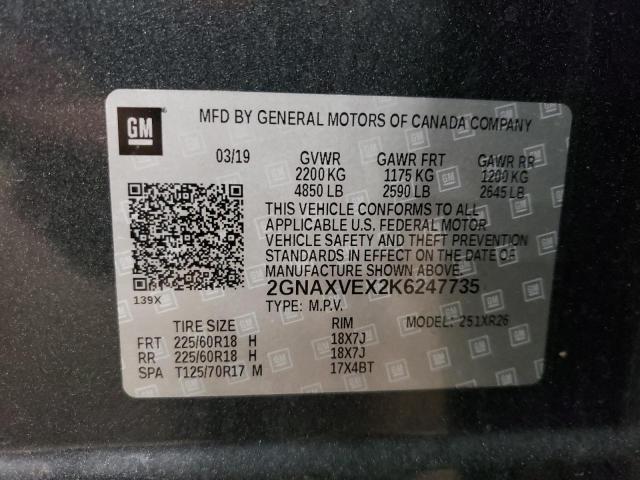 GM
MFD BY GENERAL MOTORS OF CANADA COMPANY
03/19 GVWR GAWR FRT GAWR RR
2200 KG 1175 KG 1200 KG
4850 LB 2590 LB 2645 LB
THIS VEHICLE CONFORMS TO ALL
APPLICABLE U.S. FEDERAL MOTOR
VEHICLE SAFETY AND THEFT PREVENTION
STANDARDS IN EFFECT ON THE DATE OF
MANUFACTURE SHOWN ABOVE.
139X
2GNAXVEX2K6247735
TYPE: M.P.V. MODEL: 251XR26
TIRE SIZE RIM
FRT 225/60R18 H 18X7J
RR 225/60R18 H 18X7J
SPA T125/70R17 M 17X4BT